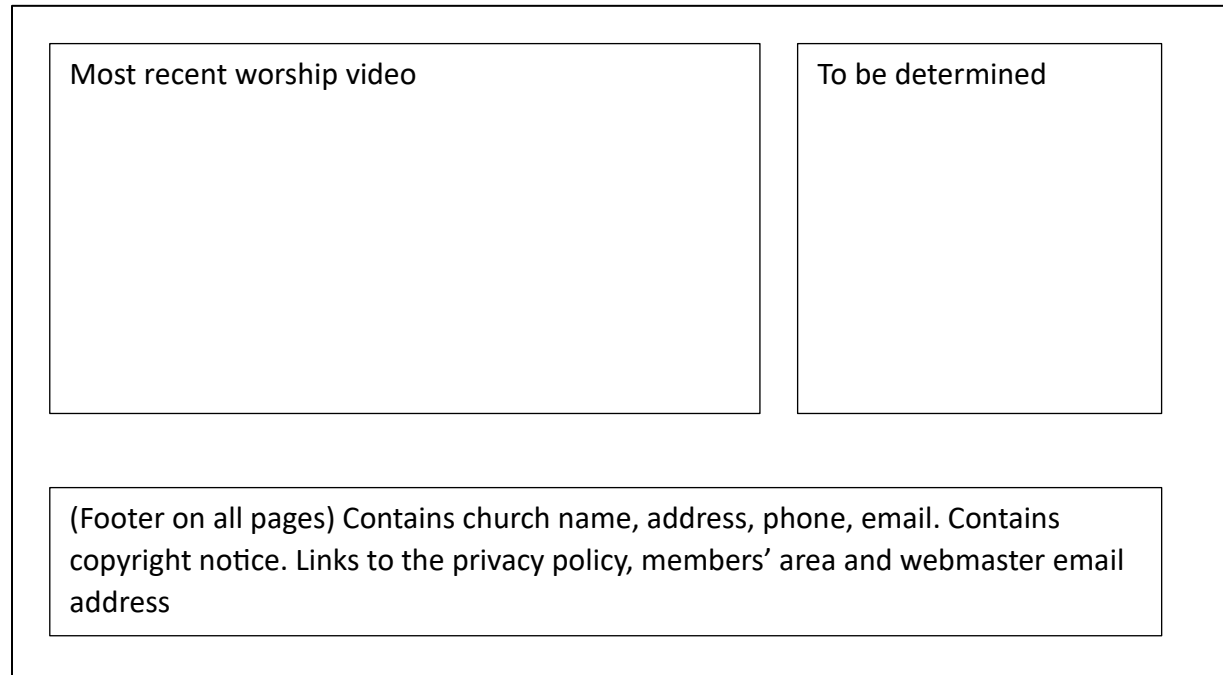 Most recent worship video
To be determined
(Footer on all pages) Contains church name, address, phone, email. Contains
copyright notice. Links to the privacy policy, members’ area and webmaster email
address